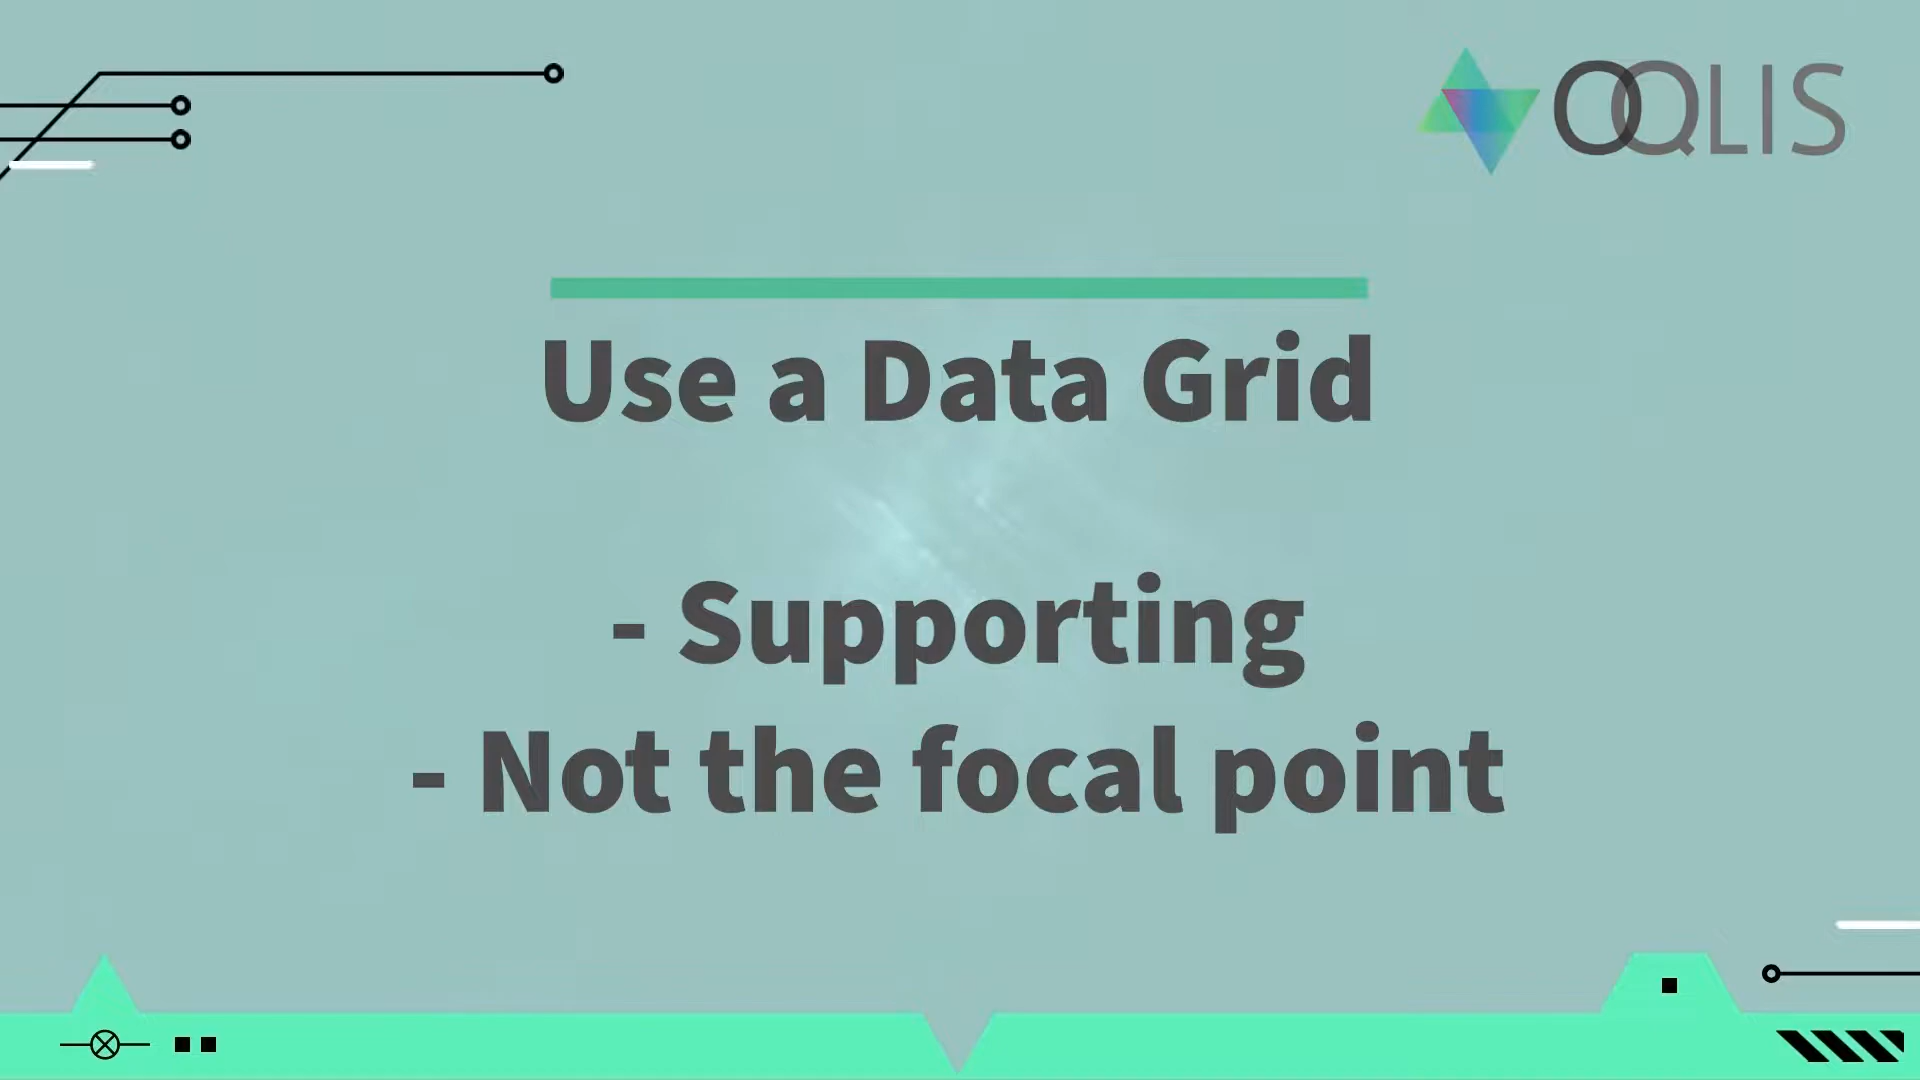 OQLIS
Use a Data Grid
- Supporting
- Not the focal point